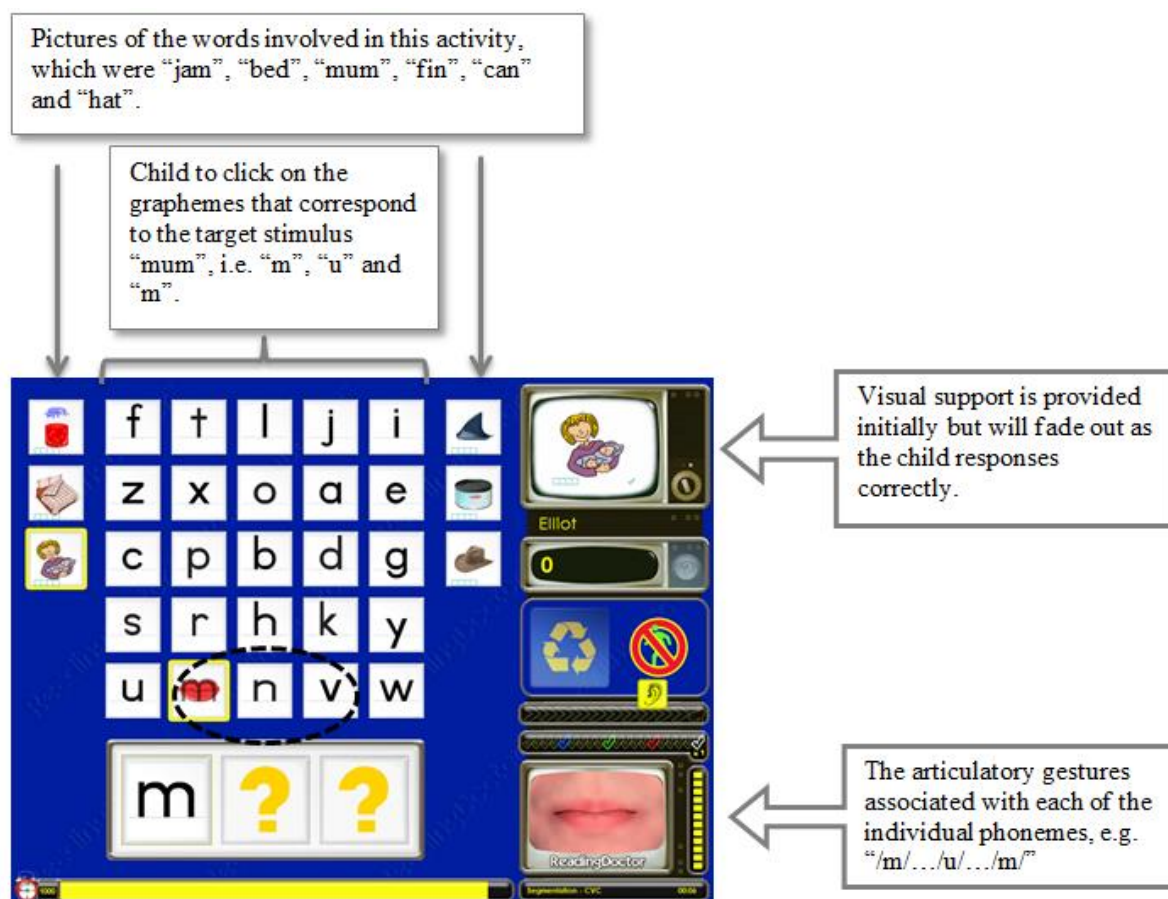 Pictures of the words involved in this activity,
which were “jam”, “bed”, “mum”, “fin”, “can”
and “hat”.
Child to click on the
graphemes that correspond
to the target stimulus
“mum”, i.e. “m”, “u” and
“m”.
Visual support is provided
initially but will fade out as
the child responses
correctly.
f t l j i
z x o a e
c p b d g
s r h k y
u m n v w
Elliot
0
m ? ?
The articulatory gestures
associated with each of the
individual phonemes, e.g.
“/m/…/u/…/m/”
ReadingDoctor
1000
Segmentation - CVC 00:06